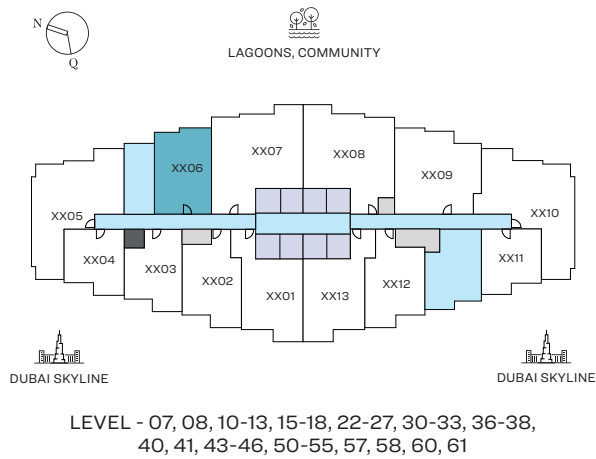 N
Q
LAGOONS, COMMUNITY
XX07
XX08
XX06
XX09
XX05
XX10
XX04
XX03
XX02
XX01
XX13
XX12
XX11
DUBAI SKYLINE
DUBAI SKYLINE
LEVEL - 07, 08, 10-13, 15-18, 22-27, 30-33, 36-38,
40, 41, 43-46, 50-55, 57, 58, 60, 61